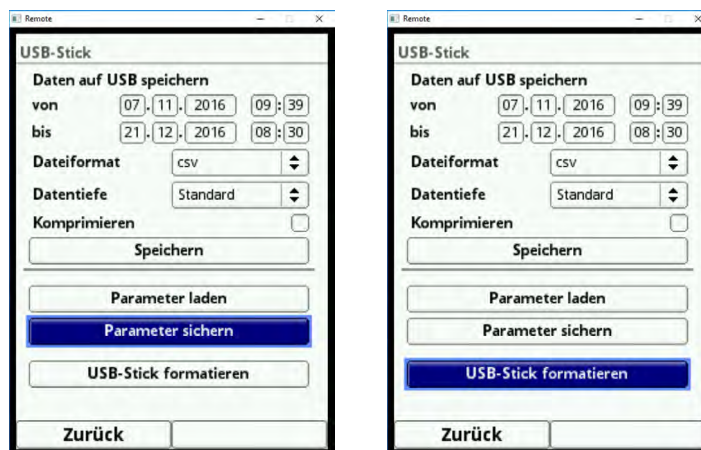 Remote
USB-Stick
Daten auf USB speichern
von 07. 11. 2016 09: 39
bis 21. 12. 2016 08: 30
Dateiformat csv
Datentiefe Standard
Komprimieren
Speichern
Parameter laden
Parameter sichern
USB-Stick formatieren
Zurück
Remote
USB-Stick
Daten auf USB speichern
von 07. 11. 2016 09: 39
bis 21. 12. 2016 08: 30
Dateiformat csv
Datentiefe Standard
Komprimieren
Speichern
Parameter laden
Parameter sichern
USB-Stick formatieren
Zurück